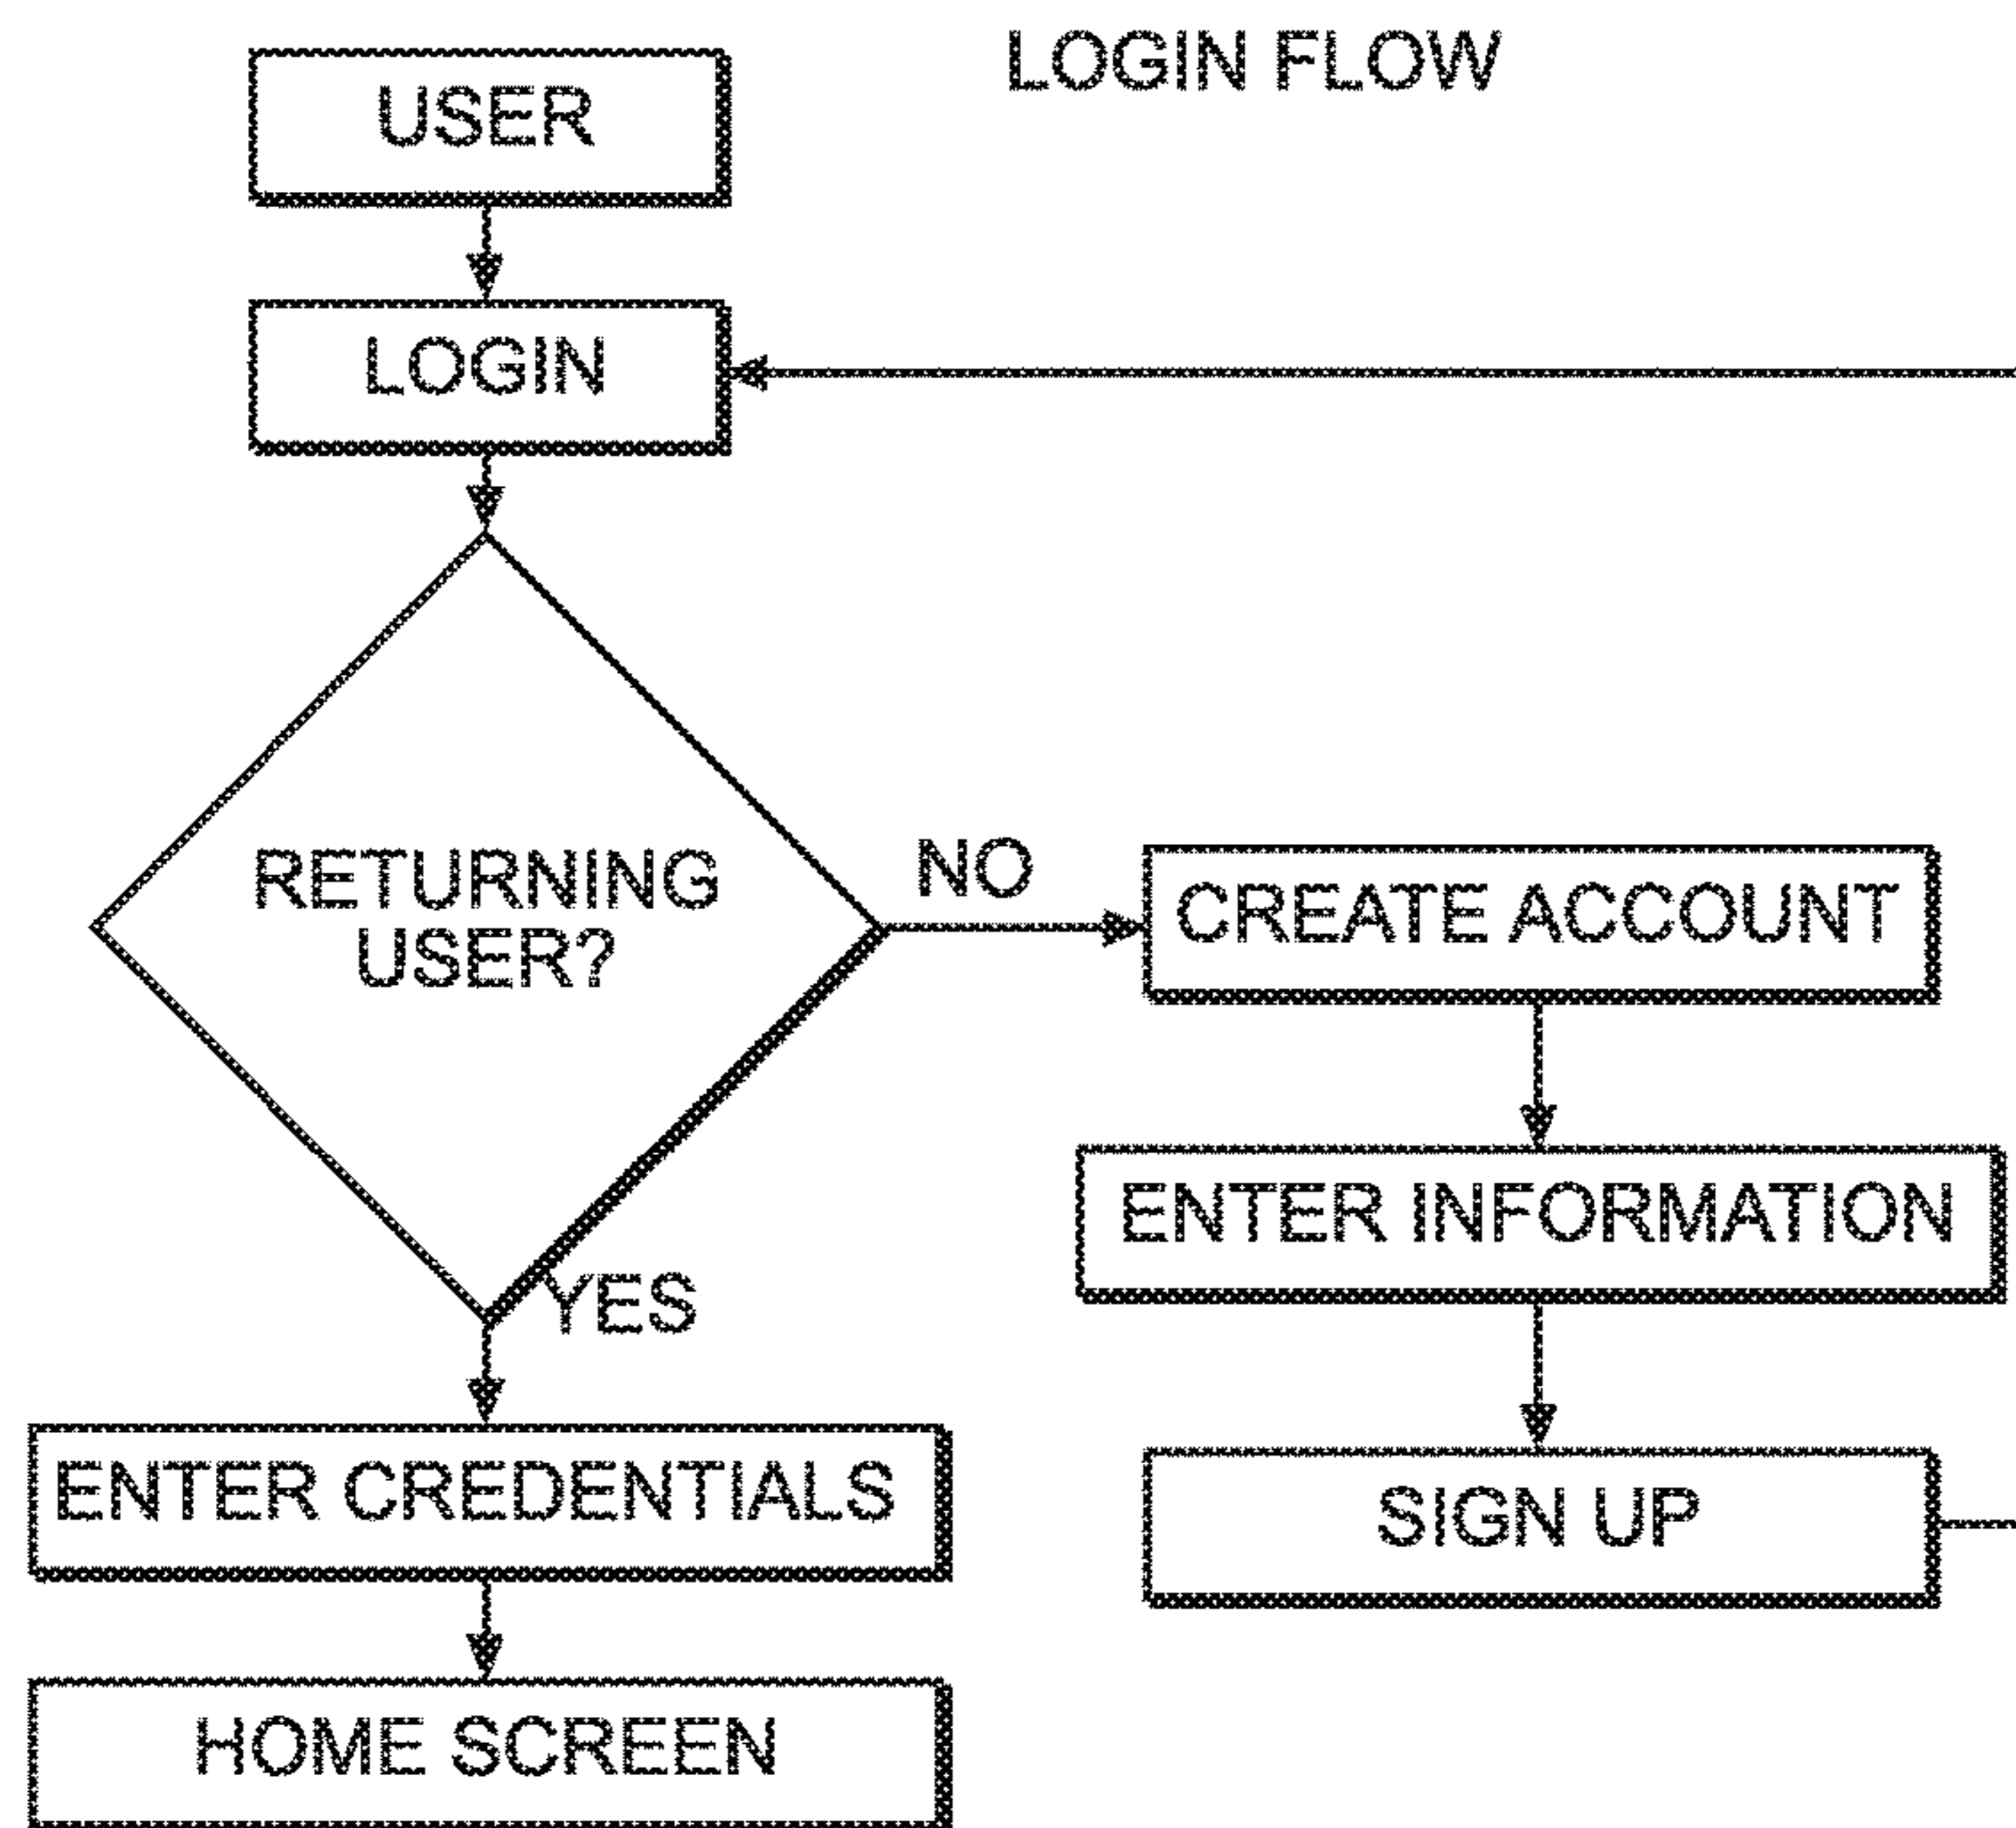 LOGIN FLOW
USER
LOGIN
RETURNING
USER?
NO
YES
CREATE ACCOUNT
ENTER INFORMATION
SIGN UP
ENTER CREDENTIALS
HOME SCREEN